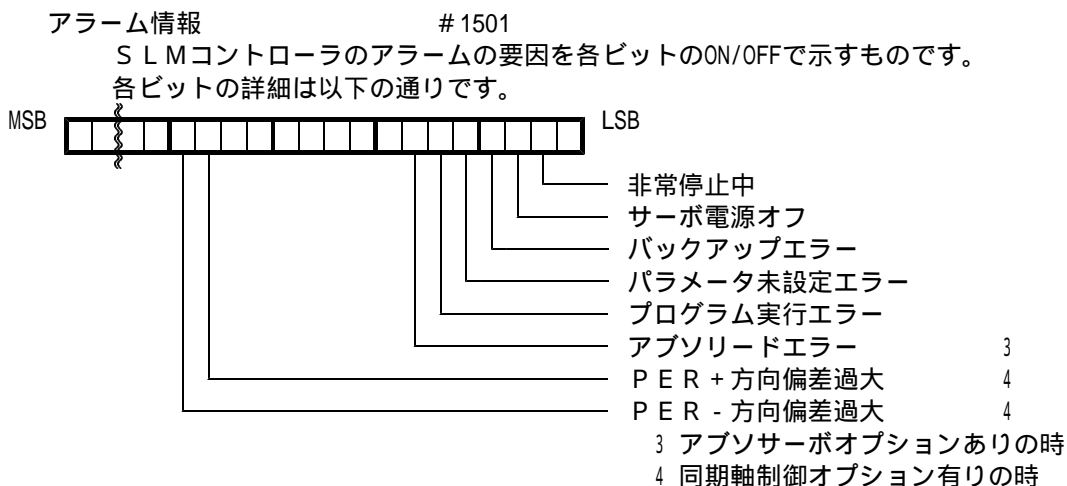 アラーム情報 #1501
ＳＬＭコントローラのアラームの要因を各ビットのON/OFFで示すものです。
各ビットの詳細は以下の通りです。
MSB LSB
非常停止中
サーボ電源オフ
バックアップエラー
パラメータ未設定エラー
プログラム実行エラー
アブソリードエラー 3
ＰＥＲ+方向偏差過大 4
ＰＥＲ-方向偏差過大 4
3 アブソサーボオプションありの時
4 同期軸制御オプション有りの時